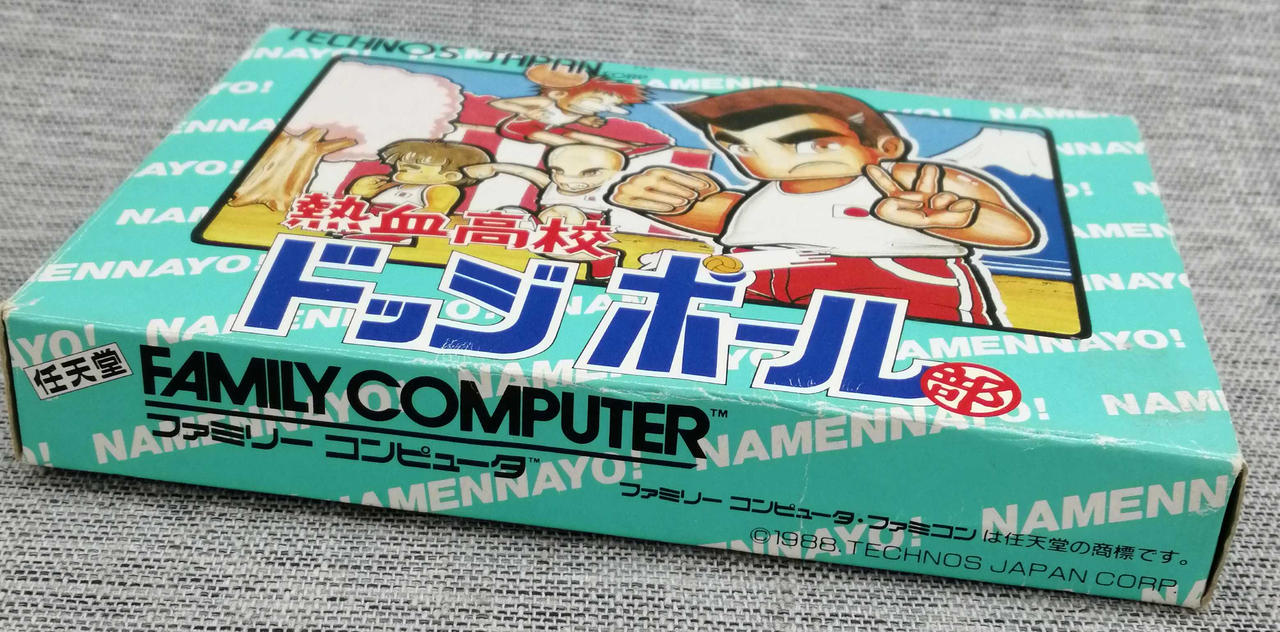 TECHNOS JAPAN CORP
NAMENNAYO!
熱血高校
ドッジボール部
任天堂
FAMILY COMPUTER™
ファミリー コンピュータ™
NAMENNAYO!
ファミリー コンピュータ・ファミコン は任天堂の商標です。
©1988 TECHNOS JAPAN CORP.